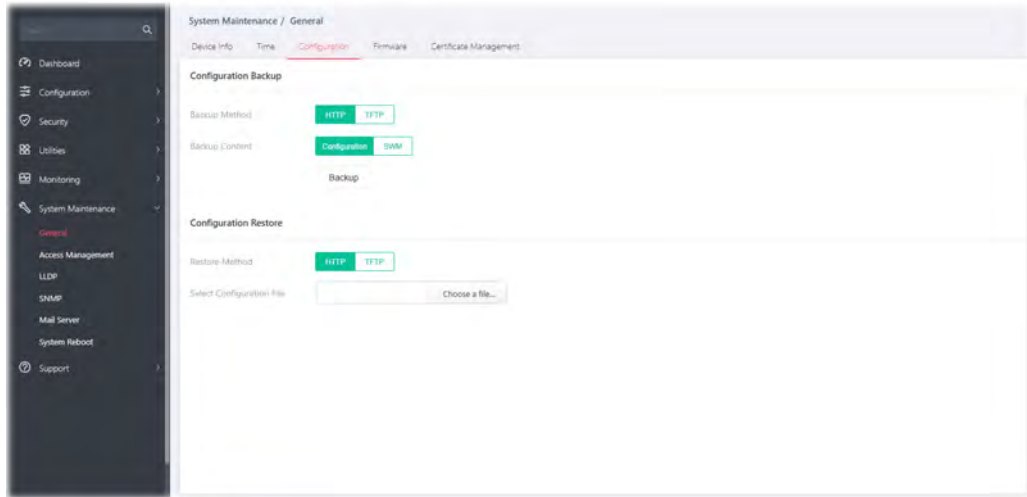 System Maintenance / General
Device Info Time Configuration Firmware Certificate Management
Dashboard
Configuration
Security
Utilities
Monitoring
System Maintenance
General
Access Management
LLDP
SNMP
Mail Server
System Reboot
Support
Configuration Backup
Backup Method HTTP TFTP
Backup Content Configuration SWM
Backup
Configuration Restore
Restore Method HTTP TFTP
Select Configuration File Choose a file...